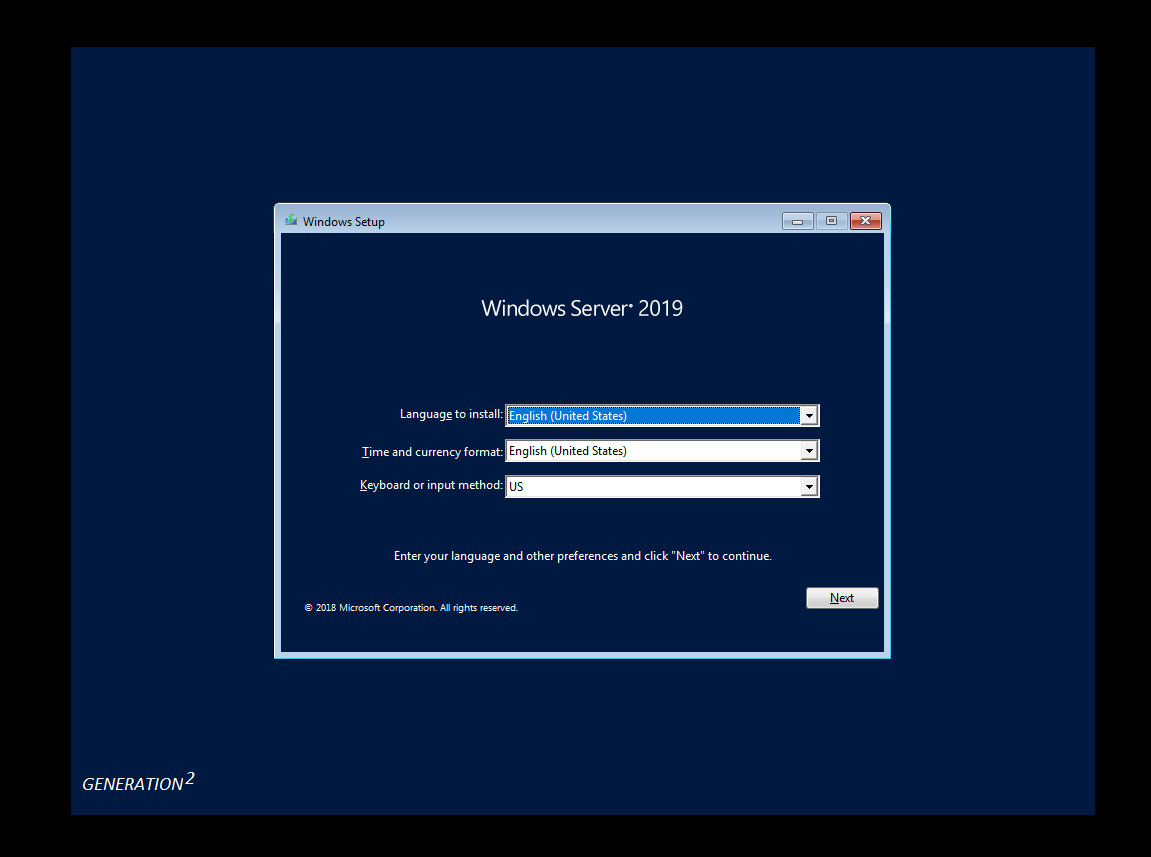 Windows Setup
Windows Server® 2019
Language to install: English (United States)
Time and currency format: English (United States)
Keyboard or input method: US
Enter your language and other preferences and click "Next" to continue.
Next
© 2018 Microsoft Corporation. All rights reserved.
GENERATION²